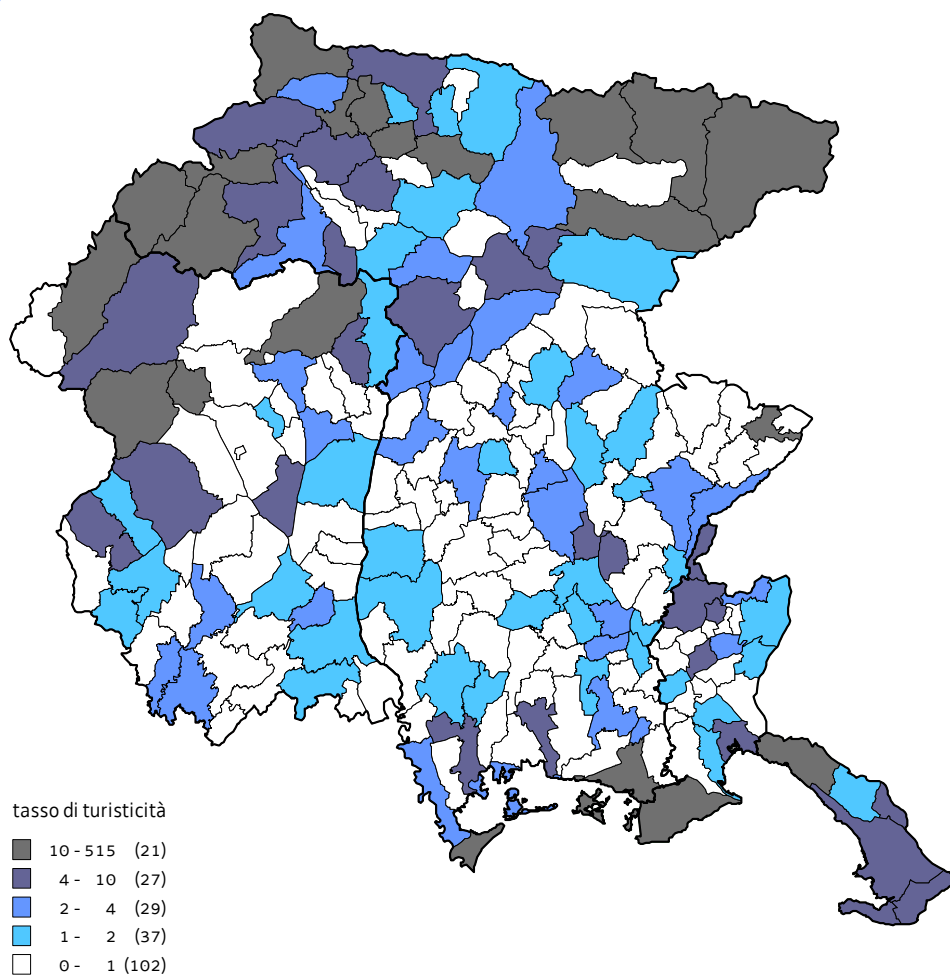 tasso di turisticità
10 - 515 (21)
4 - 10 (27)
2 - 4 (29)
1 - 2 (37)
0 - 1 (102)